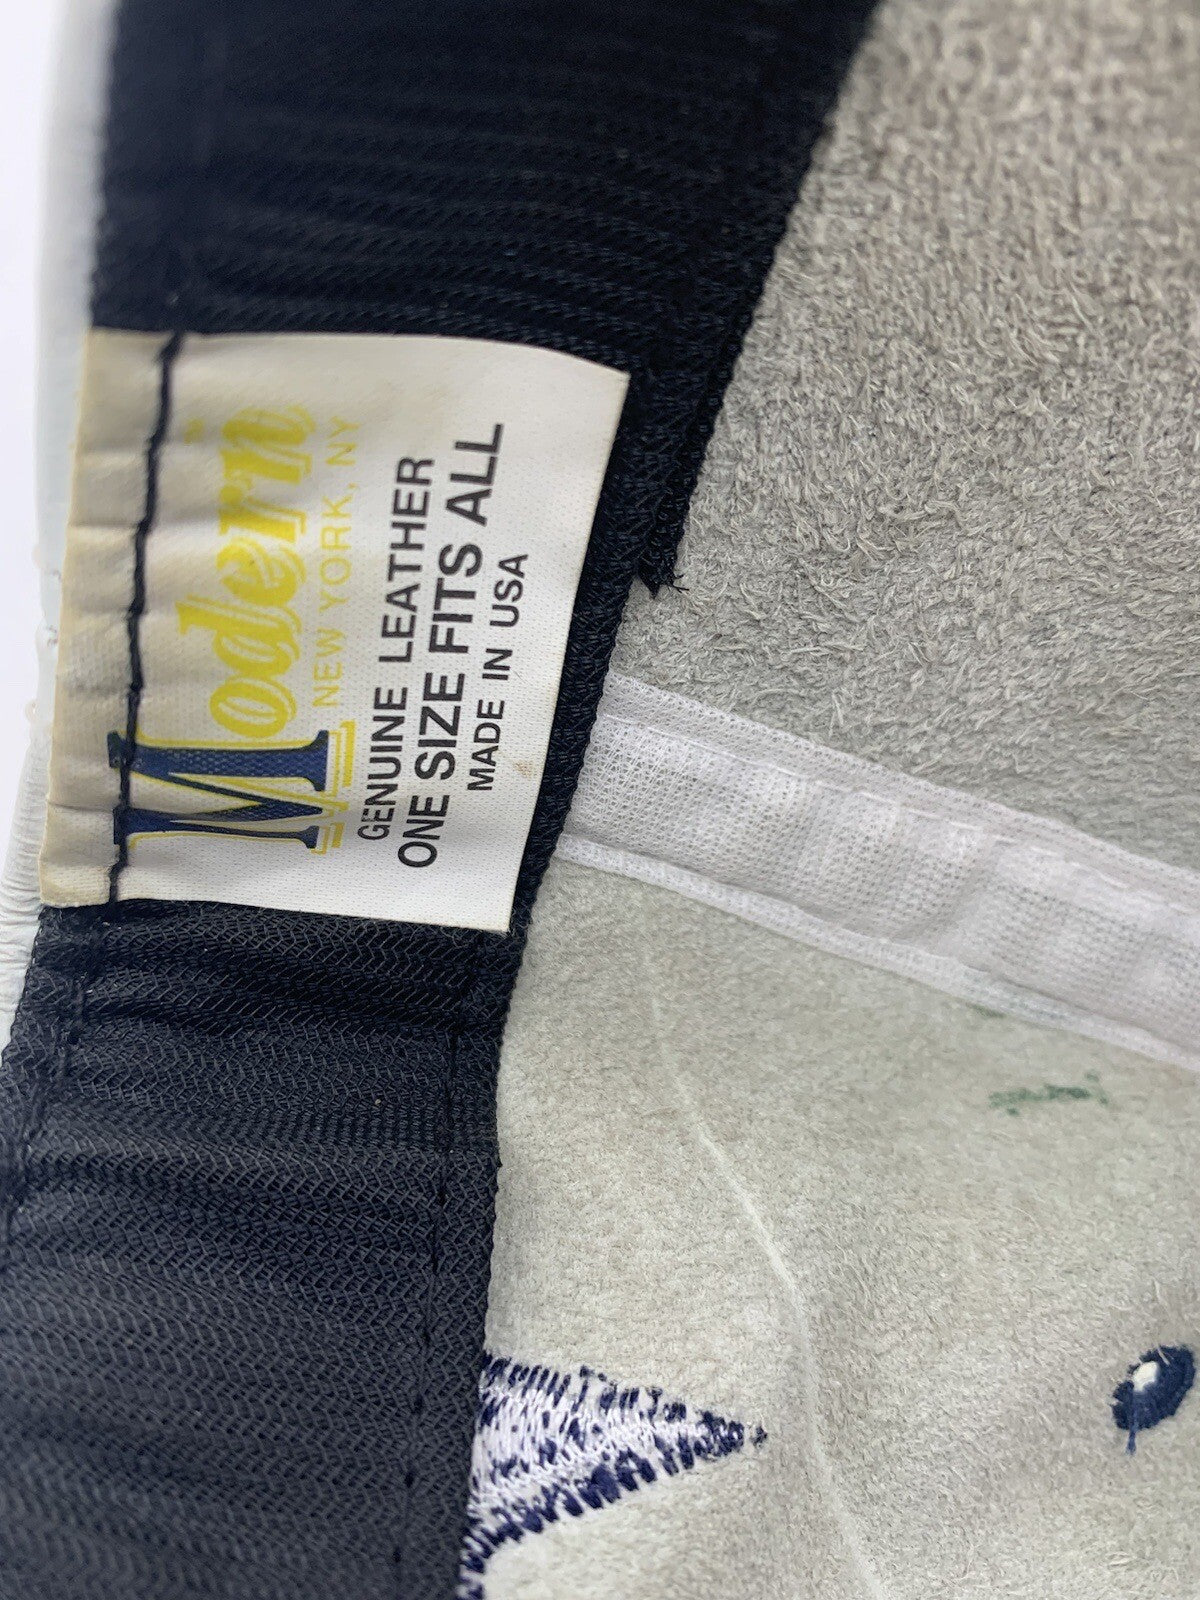 Modern
NEW YORK, NY
GENUINE LEATHER
ONE SIZE FITS ALL
MADE IN USA